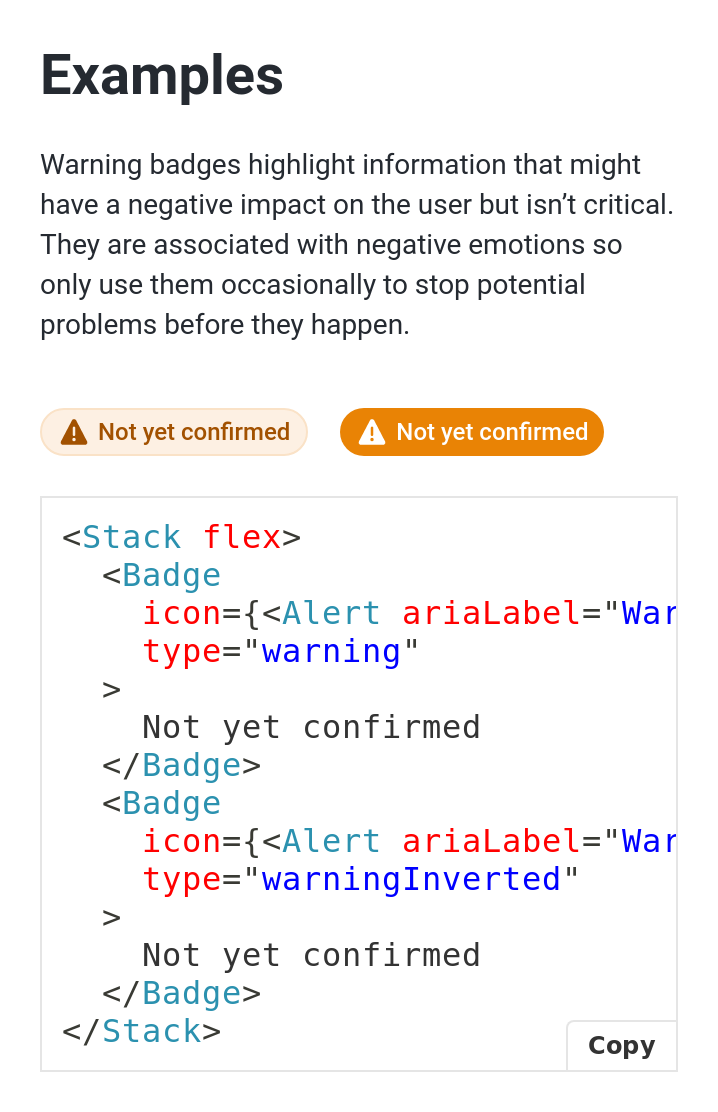 Examples
Warning badges highlight information that might
have a negative impact on the user but isn’t critical.
They are associated with negative emotions so
only use them occasionally to stop potential
problems before they happen.
Not yet confirmed Not yet confirmed
<Stack flex>
  <Badge
    icon={<Alert ariaLabel="War
    type="warning"
  >
    Not yet confirmed
  </Badge>
  <Badge
    icon={<Alert ariaLabel="War
    type="warningInverted"
  >
    Not yet confirmed
  </Badge>
</Stack>
Copy